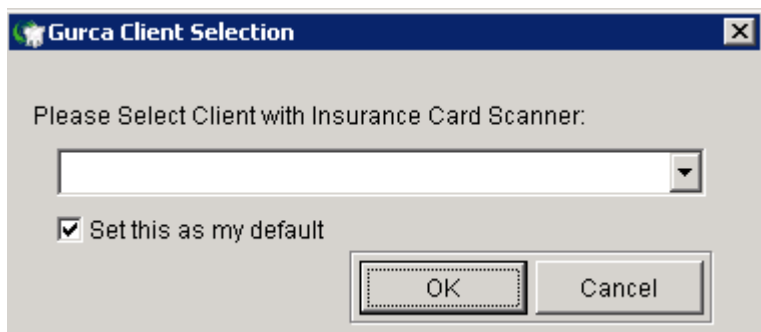 Gurca Client Selection
Please Select Client with Insurance Card Scanner:
Set this as my default
OK Cancel